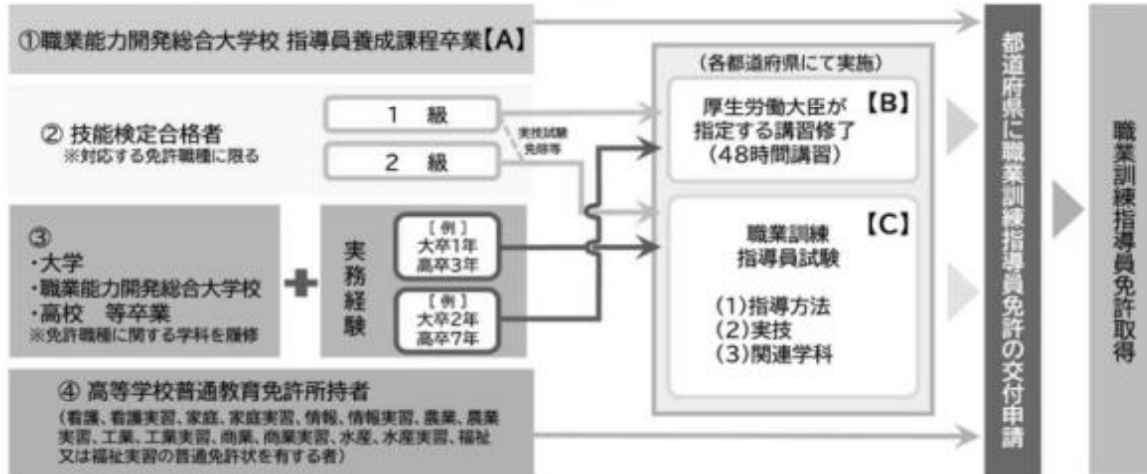 ①職業能力開発総合大学校 指導員養成課程卒業【A】
② 技能検定合格者
※対応する免許職種に限る
1 級
2 級
実技試験
免除等
③
・大学
・職業能力開発総合大学校
・高校 等卒業
※免許職種に関する学科を履修
実務経験
［例］
大卒1年
高卒3年
［例］
大卒2年
高卒7年
④ 高等学校普通教育免許所持者
（看護、看護実習、家庭、家庭実習、情報、情報実習、農業、農業
実習、工業、工業実習、商業、商業実習、水産、水産実習、福祉
又は福祉実習の普通免許状を有する者）
（各都道府県にて実施）
【B】
厚生労働大臣が
指定する講習修了
（48時間講習）
【C】
職業訓練
指導員試験
（1）指導方法
（2）実技
（3）関連学科
都道府県に職業訓練指導員免許の交付申請
職業訓練指導員免許取得